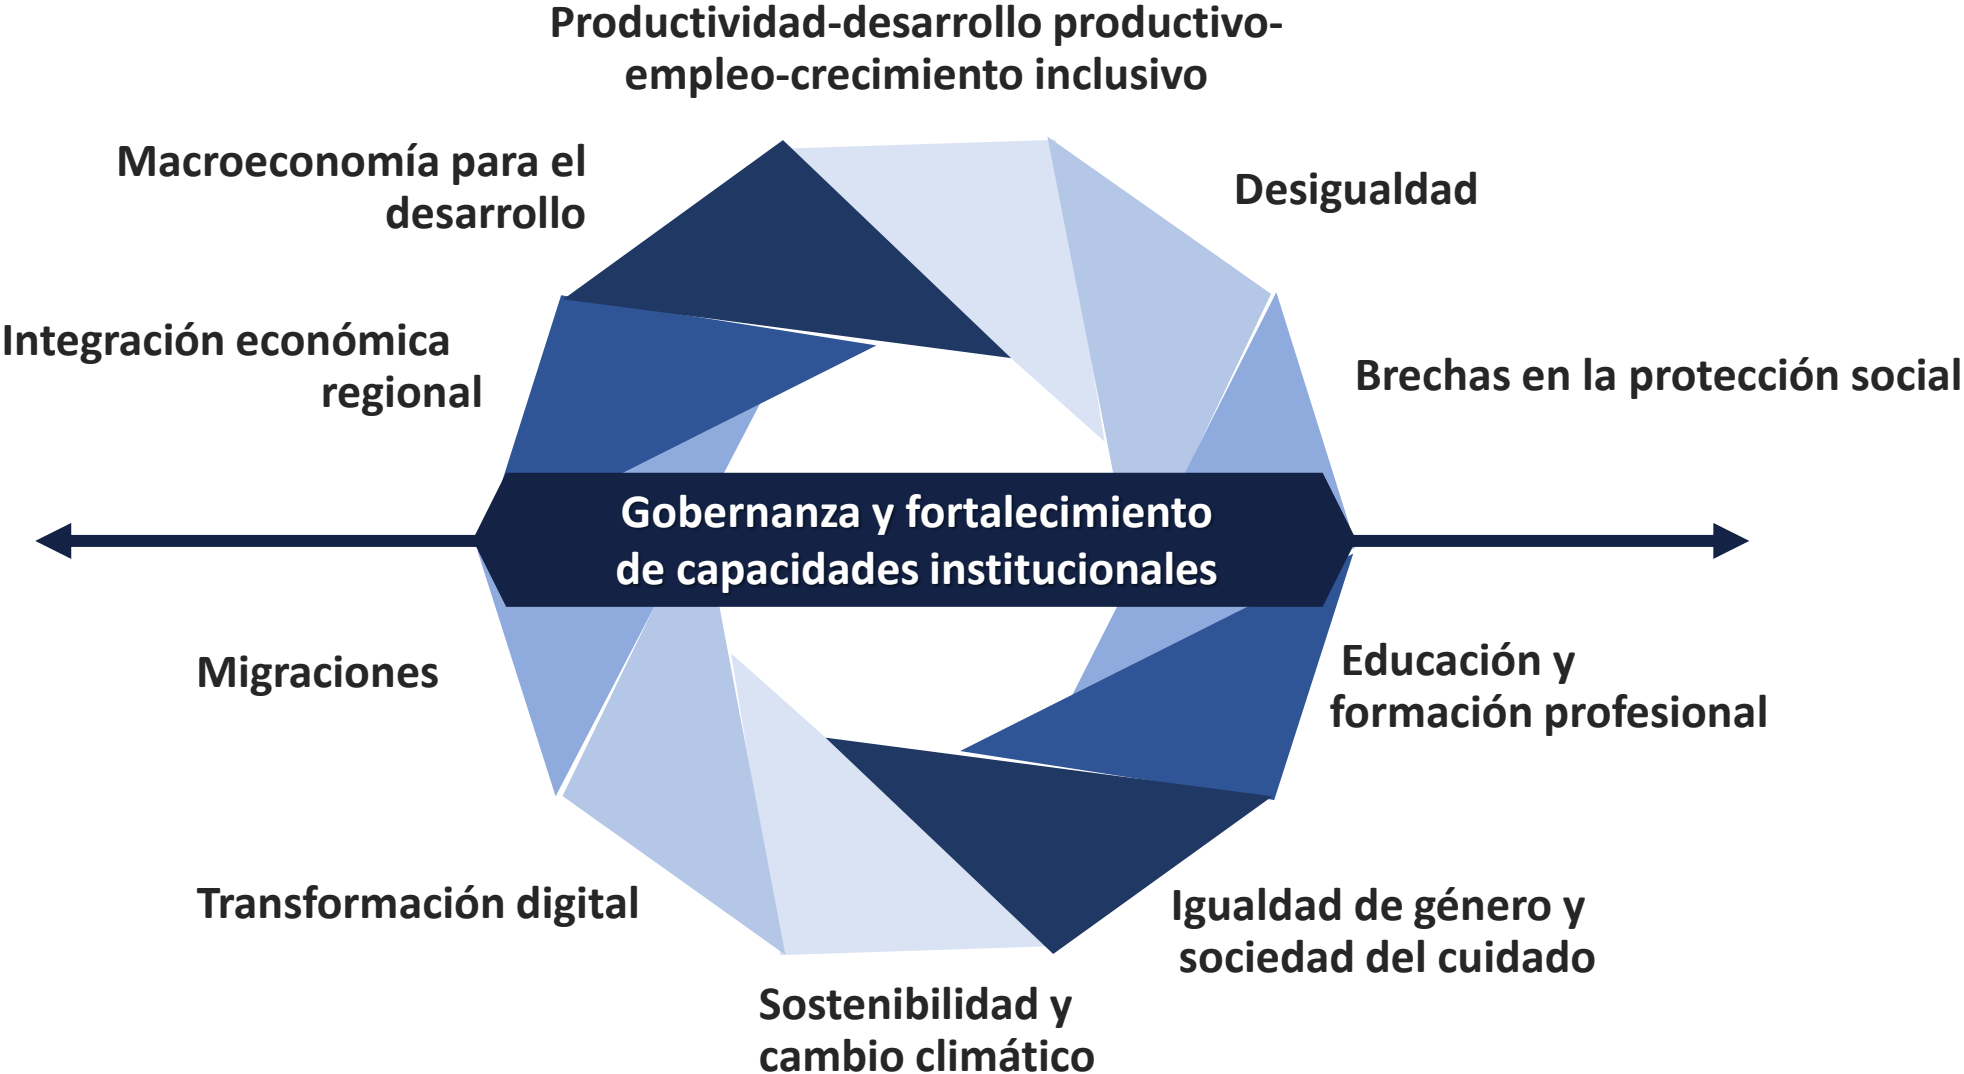 Productividad-desarrollo productivo-
empleo-crecimiento inclusivo
Macroeconomía para el
desarrollo
Desigualdad
Integración económica
regional
Brechas en la protección social
Gobernanza y fortalecimiento
de capacidades institucionales
Migraciones
Educación y
formación profesional
Transformación digital
Igualdad de género y
sociedad del cuidado
Sostenibilidad y
cambio climático